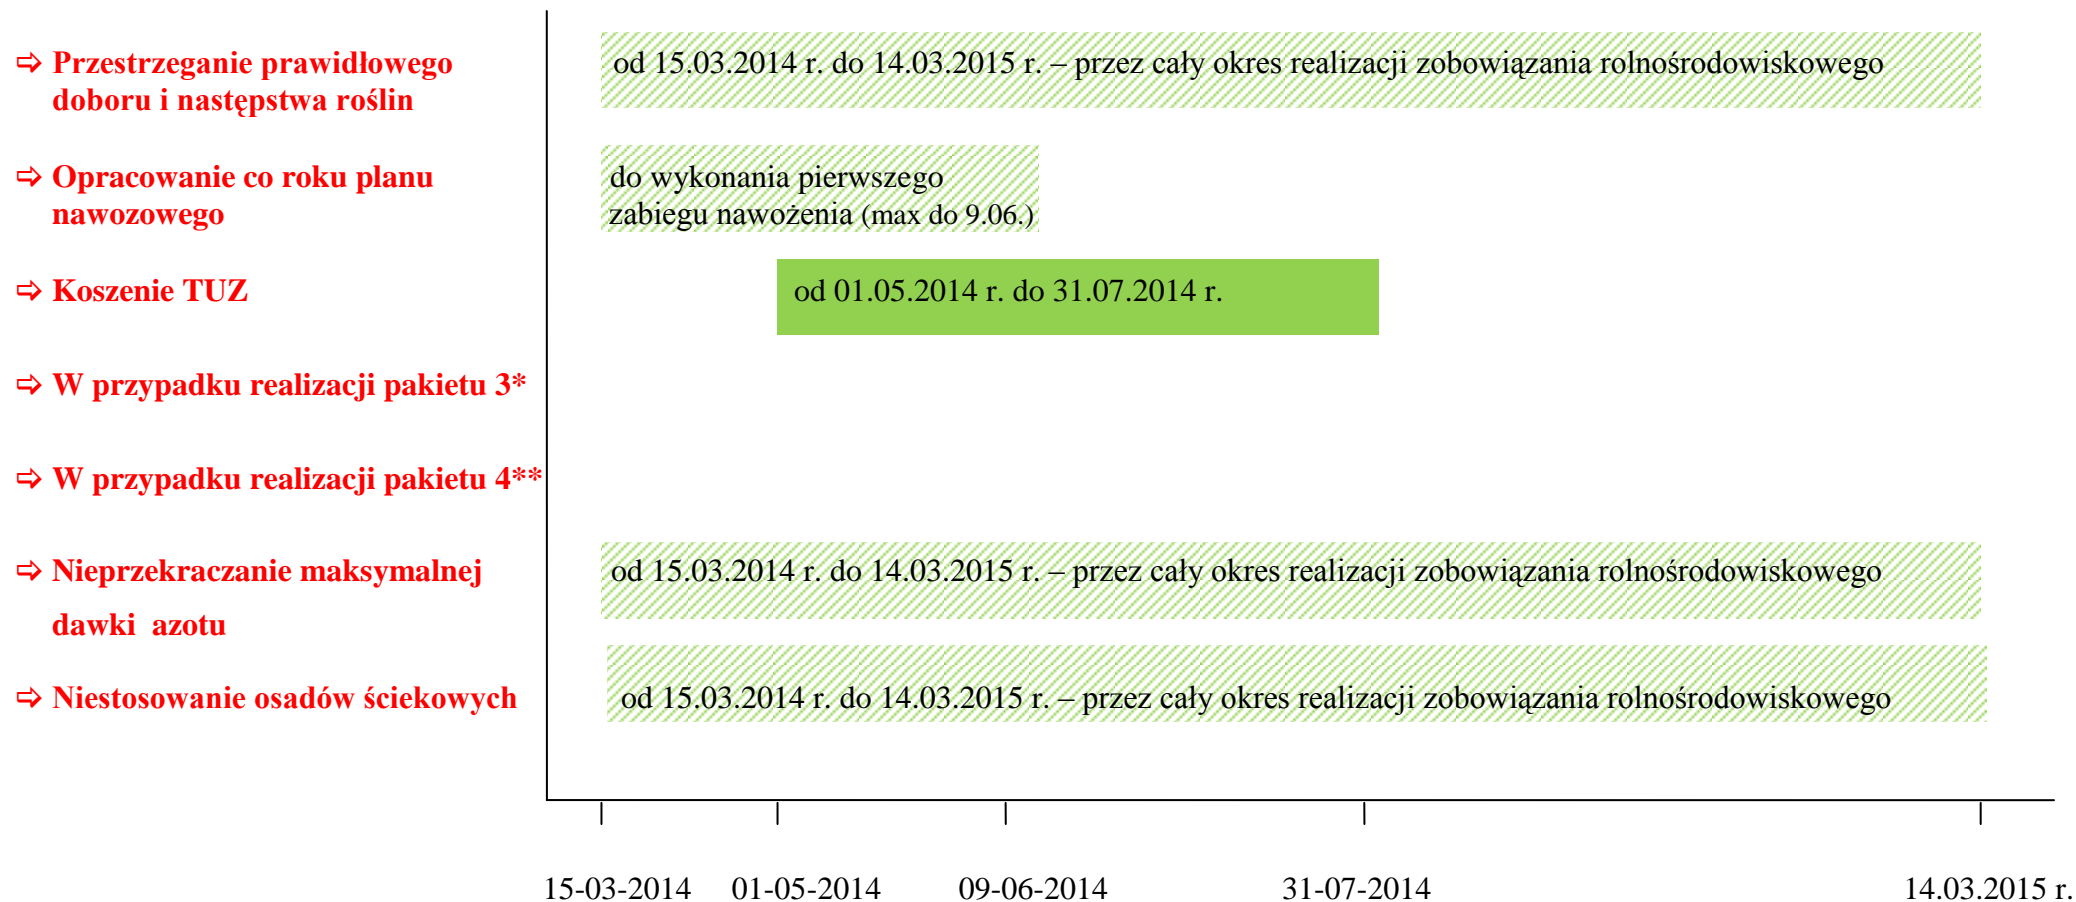 ⇨ Przestrzeganie prawidłowego
doboru i następstwa roślin
od 15.03.2014 r. do 14.03.2015 r. – przez cały okres realizacji zobowiązania rolnośrodowiskowego
⇨ Opracowanie co roku planu
nawozowego
do wykonania pierwszego
zabiegu nawożenia (max do 9.06.)
⇨ Koszenie TUZ
od 01.05.2014 r. do 31.07.2014 r.
⇨ W przypadku realizacji pakietu 3*
⇨ W przypadku realizacji pakietu 4**
⇨ Nieprzekraczanie maksymalnej
dawki azotu
od 15.03.2014 r. do 14.03.2015 r. – przez cały okres realizacji zobowiązania rolnośrodowiskowego
⇨ Niestosowanie osadów ściekowych
od 15.03.2014 r. do 14.03.2015 r. – przez cały okres realizacji zobowiązania rolnośrodowiskowego
15-03-2014 01-05-2014 09-06-2014 31-07-2014 14.03.2015 r.